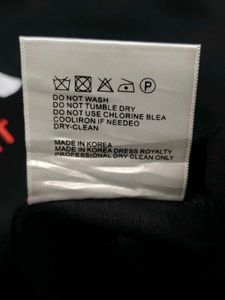 DO NOT WASH
DO NOT TUMBLE DRY
DO NOT USE CHLORINE BLEA
COOLIRON IF NEEDEO
DRY-CLEAN
MADE IN KOREA
MADE IN KOREA DRESS ROYALTY
PROFESSIONAL DRY CLEAN ONLY